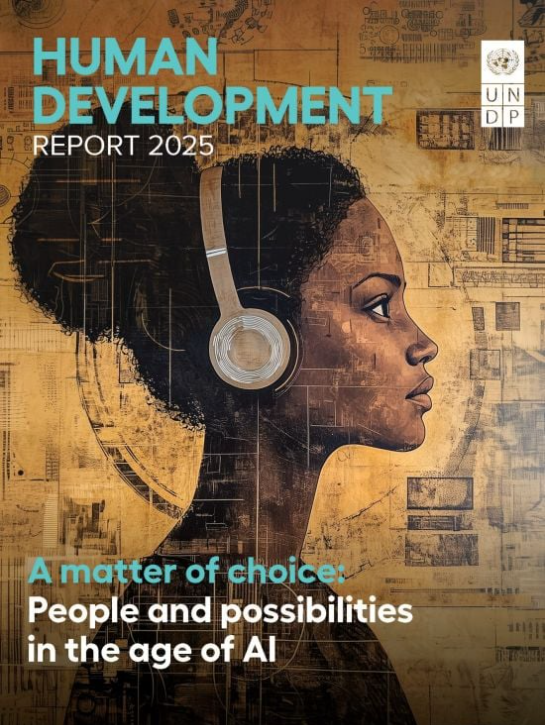 HUMAN
DEVELOPMENT
REPORT 2025
U N
D P
A matter of choice:
People and possibilities
in the age of AI